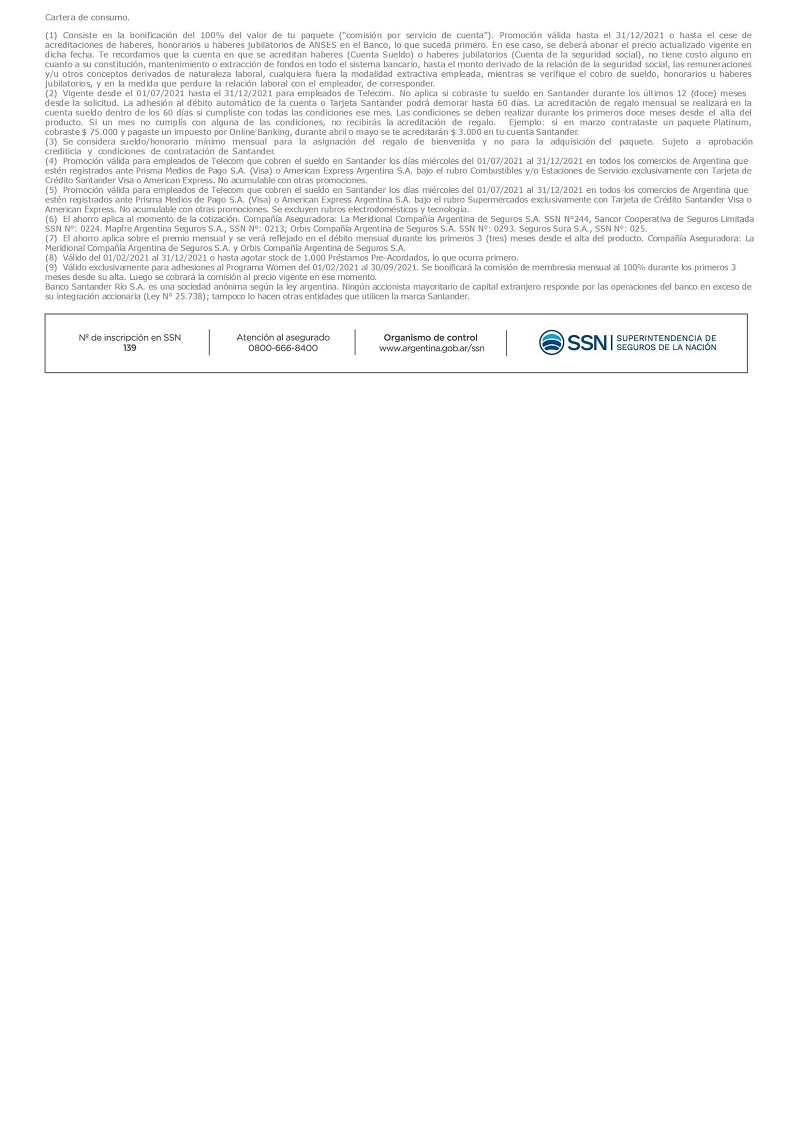 Cartera de consumo.
(1) Consiste en la bonificación del 100% del valor de tu paquete (“comisión por servicio de cuenta”). Promoción válida hasta el 31/12/2021 o hasta el cese de
acreditaciones de haberes, honorarios u haberes jubilatorios de ANSES en el Banco, lo que suceda primero. En ese caso, se deberá abonar el precio actualizado vigente en
dicha fecha. Te recordamos que la cuenta en que se acreditan haberes (Cuenta Sueldo) o haberes jubilatorios (Cuenta de la seguridad social), no tiene costo alguno en
cuanto a su constitución, mantenimiento o extracción de fondos en todo el sistema bancario, hasta el monto derivado de la relación de la seguridad social, las remuneraciones
y/u otros conceptos derivados de naturaleza laboral, cualquiera fuera la modalidad extractiva empleada, mientras se verifique el cobro de sueldo, honorarios u haberes
jubilatorios, y en la medida que perdure la relación laboral con el empleador, de corresponder.
(2) Vigente desde el 01/07/2021 hasta el 31/12/2021 para empleados de Telecom. No aplica si cobraste tu sueldo en Santander durante los últimos 12 (doce) meses
desde la solicitud. La adhesión al débito automático de la cuenta o Tarjeta Santander podrá demorar hasta 60 días. La acreditación de regalo mensual se realizará en la
cuenta sueldo dentro de los 60 días si cumpliste con todas las condiciones ese mes. Las condiciones se deben realizar durante los primeros doce meses desde el alta del
producto. Si un mes no cumplís con alguna de las condiciones, no recibirás la acreditación de regalo. Ejemplo: si en marzo contrataste un paquete Platinum,
cobraste $ 75.000 y pagaste un impuesto por Online Banking, durante abril o mayo se te acreditarán $ 3.000 en tu cuenta Santander.
(3) Se considera sueldo/honorario mínimo mensual para la asignación del regalo de bienvenida y no para la adquisición del paquete. Sujeto a aprobación
crediticia y condiciones de contratación de Santander.
(4) Promoción válida para empleados de Telecom que cobren el sueldo en Santander los días miércoles del 01/07/2021 al 31/12/2021 en todos los comercios de Argentina que
estén registrados ante Prisma Medios de Pago S.A. (Visa) o American Express Argentina S.A. bajo el rubro Combustibles y/o Estaciones de Servicio exclusivamente con Tarjeta de
Crédito Santander Visa o American Express. No acumulable con otras promociones.
(5) Promoción válida para empleados de Telecom que cobren el sueldo en Santander los días miércoles del 01/07/2021 al 31/12/2021 en todos los comercios de Argentina que
estén registrados ante Prisma Medios de Pago S.A. (Visa) o American Express Argentina S.A. bajo el rubro Supermercados exclusivamente con Tarjeta de Crédito Santander Visa o
American Express. No acumulable con otras promociones. Se excluyen rubros electrodomésticos y tecnología.
(6) El ahorro aplica al momento de la cotización. Compañía Aseguradora: La Meridional Compañía Argentina de Seguros S.A. SSN N°244, Sancor Cooperativa de Seguros Limitada
SSN N°: 0224. Mapfre Argentina Seguros S.A., SSN N°: 0213; Orbis Compañía Argentina de Seguros S.A. SSN N°: 0293. Seguros Sura S.A., SSN N°: 025.
(7) El ahorro aplica sobre el premio mensual y se verá reflejado en el débito mensual durante los primeros 3 (tres) meses desde el alta del producto. Compañía Aseguradora: La
Meridional Compañía Argentina de Seguros S.A. y Orbis Compañía Argentina de Seguros S.A.
(8) Válido del 01/02/2021 al 31/12/2021 o hasta agotar stock de 1.000 Préstamos Pre-Acordados, lo que ocurra primero.
(9) Válido exclusivamente para adhesiones al Programa Women del 01/02/2021 al 30/09/2021. Se bonificará la comisión de membresia mensual al 100% durante los primeros 3
meses desde su alta. Luego se cobrará la comisión al precio vigente en ese momento.
Banco Santander Río S.A. es una sociedad anónima según la ley argentina. Ningún accionista mayoritario de capital extranjero responde por las operaciones del banco en exceso de
su integración accionaria (Ley N° 25.738); tampoco lo hacen otras entidades que utilicen la marca Santander.
Nº de inscripción en SSN
139
Atención al asegurado
0800-666-8400
Organismo de control
www.argentina.gob.ar/ssn
SSN
SUPERINTENDENCIA DE
SEGUROS DE LA NACIÓN